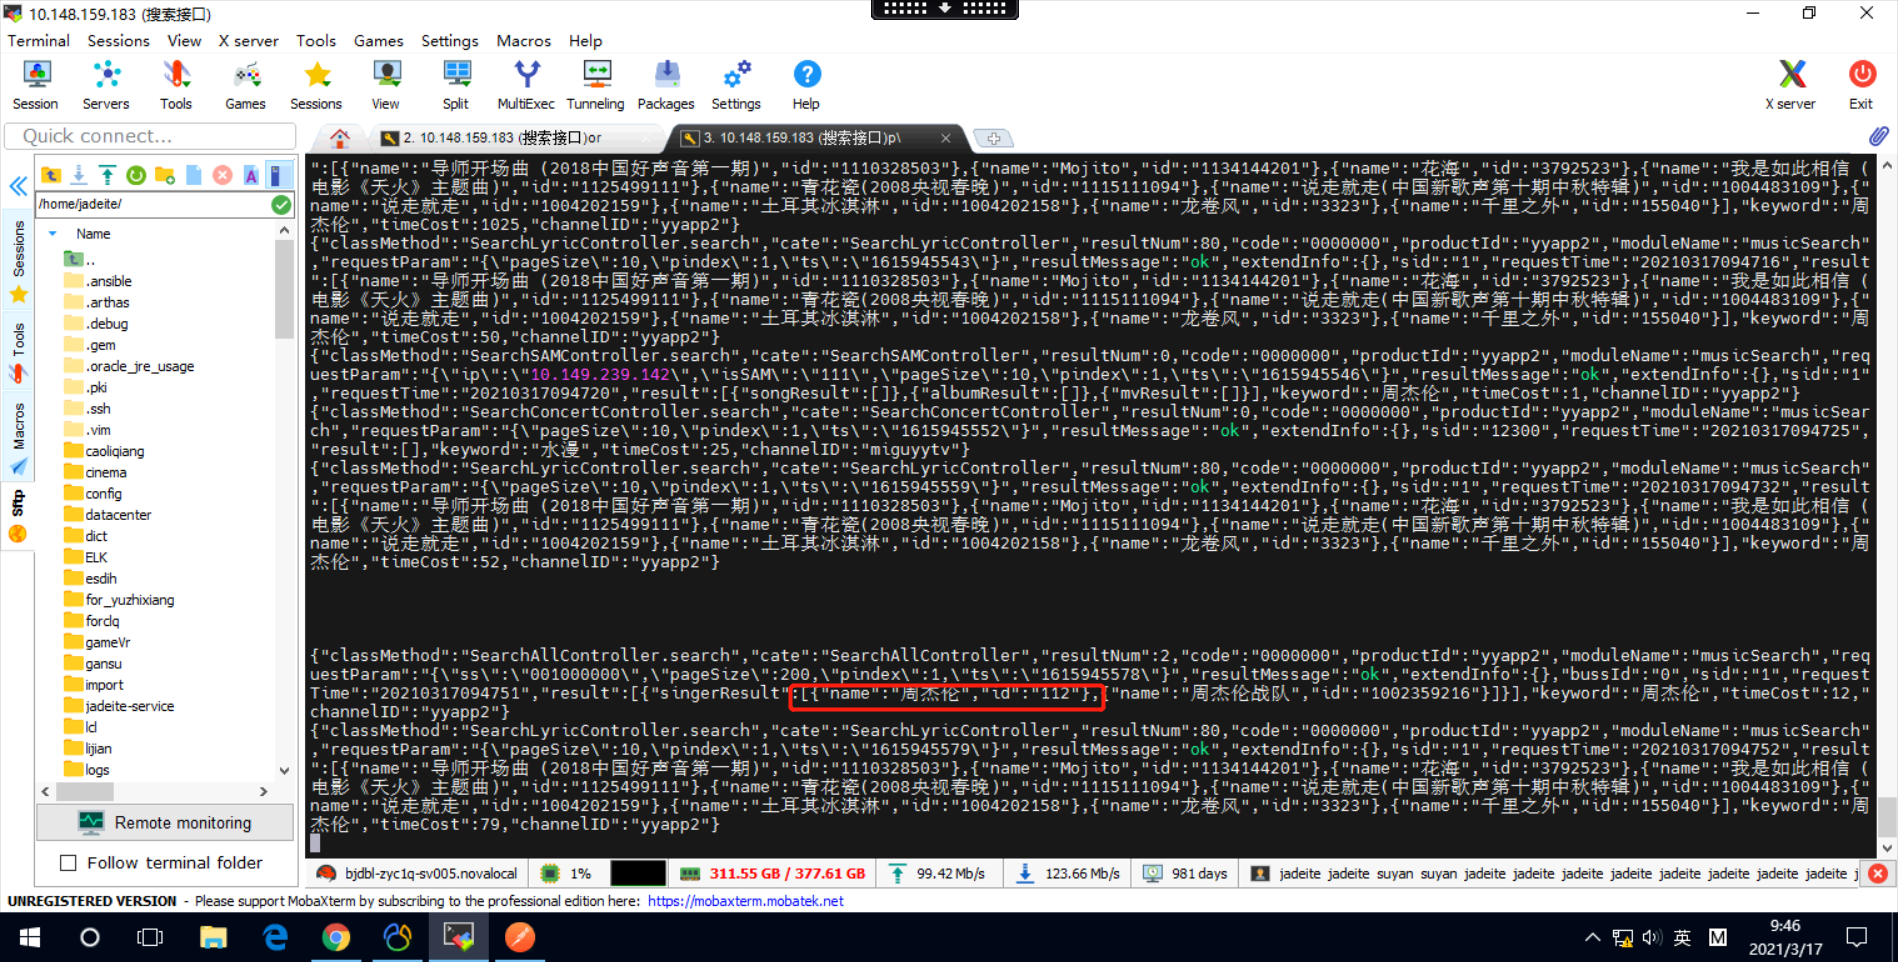 10.148.159.183 (搜索接口)
Terminal Sessions View X server Tools Games Settings Macros Help
Session Servers Tools Games Sessions View Split MultiExec Tunneling Packages Settings Help X server Exit
Quick connect...
2. 10.148.159.183 (搜索接口)or
3. 10.148.159.183 (搜索接口)p\
/home/jadeite/
Name
..
.ansible
.arthas
.debug
.gem
.oracle_jre_usage
.pki
.ssh
.vim
caoliqiang
cinema
config
datacenter
dict
ELK
esdih
for_yuzhixiang
forclq
gameVr
gansu
import
jadeite-service
lcl
lijian
logs
Sessions
Tools
Macros
Sftp
Remote monitoring
Follow terminal folder
":[{"name":"导师开场曲 (2018中国好声音第一期)","id":"1110328503"},{"name":"Mojito","id":"1134144201"},{"name":"花海","id":"3792523"},{"name":"我是如此相信 (
电影《天火》主题曲)","id":"1125499111"},{"name":"青花瓷(2008央视春晚)","id":"1115111094"},{"name":"说走就走(中国新歌声第十期中秋特辑)","id":"1004483109"},{"
name":"说走就走","id":"1004202159"},{"name":"土耳其冰淇淋","id":"1004202158"},{"name":"龙卷风","id":"3323"},{"name":"千里之外","id":"155040"}],"keyword":"周
杰伦","timeCost":1025,"channelID":"yyapp2"}
{"classMethod":"SearchLyricController.search","cate":"SearchLyricController","resultNum":80,"code":"0000000","productId":"yyapp2","moduleName":"musicSearch"
,"requestParam":"{\"pageSize\":10,\"pindex\":1,\"ts\":\"1615945543\"}","resultMessage":"ok","extendInfo":{},"sid":"1","requestTime":"20210317094716","result
":[{"name":"导师开场曲 (2018中国好声音第一期)","id":"1110328503"},{"name":"Mojito","id":"1134144201"},{"name":"花海","id":"3792523"},{"name":"我是如此相信 (
电影《天火》主题曲)","id":"1125499111"},{"name":"青花瓷(2008央视春晚)","id":"1115111094"},{"name":"说走就走(中国新歌声第十期中秋特辑)","id":"1004483109"},{"
name":"说走就走","id":"1004202159"},{"name":"土耳其冰淇淋","id":"1004202158"},{"name":"龙卷风","id":"3323"},{"name":"千里之外","id":"155040"}],"keyword":"周
杰伦","timeCost":50,"channelID":"yyapp2"}
{"classMethod":"SearchSAMController.search","cate":"SearchSAMController","resultNum":0,"code":"0000000","productId":"yyapp2","moduleName":"musicSearch","req
uestParam":"{\"ip\":\"10.149.239.142\",\"isSAM\":\"111\",\"pageSize\":10,\"pindex\":1,\"ts\":\"1615945546\"}","resultMessage":"ok","extendInfo":{},"sid":"1"
,"requestTime":"20210317094720","result":[{"songResult":[]},{"albumResult":[]},{"mvResult":[]}],"keyword":"周杰伦","timeCost":1,"channelID":"yyapp2"}
{"classMethod":"SearchConcertController.search","cate":"SearchConcertController","resultNum":0,"code":"0000000","productId":"yyapp2","moduleName":"musicSear
ch","requestParam":"{\"pageSize\":10,\"pindex\":1,\"ts\":\"1615945552\"}","resultMessage":"ok","extendInfo":{},"sid":"12300","requestTime":"20210317094725",
"result":[],"keyword":"水漫","timeCost":25,"channelID":"miguyytv"}
{"classMethod":"SearchLyricController.search","cate":"SearchLyricController","resultNum":80,"code":"0000000","productId":"yyapp2","moduleName":"musicSearch"
,"requestParam":"{\"pageSize\":10,\"pindex\":1,\"ts\":\"1615945559\"}","resultMessage":"ok","extendInfo":{},"sid":"1","requestTime":"20210317094732","result
":[{"name":"导师开场曲 (2018中国好声音第一期)","id":"1110328503"},{"name":"Mojito","id":"1134144201"},{"name":"花海","id":"3792523"},{"name":"我是如此相信 (
电影《天火》主题曲)","id":"1125499111"},{"name":"青花瓷(2008央视春晚)","id":"1115111094"},{"name":"说走就走(中国新歌声第十期中秋特辑)","id":"1004483109"},{"
name":"说走就走","id":"1004202159"},{"name":"土耳其冰淇淋","id":"1004202158"},{"name":"龙卷风","id":"3323"},{"name":"千里之外","id":"155040"}],"keyword":"周
杰伦","timeCost":52,"channelID":"yyapp2"}
{"classMethod":"SearchAllController.search","cate":"SearchAllController","resultNum":2,"code":"0000000","productId":"yyapp2","moduleName":"musicSearch","req
uestParam":"{\"ss\":\"001000000\",\"pageSize\":200,\"pindex\":1,\"ts\":\"1615945578\"}","resultMessage":"ok","extendInfo":{},"bussId":"0","sid":"1","request
Time":"20210317094751","result":[{"singerResult":[{"name":"周杰伦","id":"112"},{"name":"周杰伦战队","id":"1002359216"}]}],"keyword":"周杰伦","timeCost":12,"
channelID":"yyapp2"}
{"classMethod":"SearchLyricController.search","cate":"SearchLyricController","resultNum":80,"code":"0000000","productId":"yyapp2","moduleName":"musicSearch"
,"requestParam":"{\"pageSize\":10,\"pindex\":1,\"ts\":\"1615945579\"}","resultMessage":"ok","extendInfo":{},"sid":"1","requestTime":"20210317094752","result
":[{"name":"导师开场曲 (2018中国好声音第一期)","id":"1110328503"},{"name":"Mojito","id":"1134144201"},{"name":"花海","id":"3792523"},{"name":"我是如此相信 (
电影《天火》主题曲)","id":"1125499111"},{"name":"青花瓷(2008央视春晚)","id":"1115111094"},{"name":"说走就走(中国新歌声第十期中秋特辑)","id":"1004483109"},{"
name":"说走就走","id":"1004202159"},{"name":"土耳其冰淇淋","id":"1004202158"},{"name":"龙卷风","id":"3323"},{"name":"千里之外","id":"155040"}],"keyword":"周
杰伦","timeCost":79,"channelID":"yyapp2"}
bjdbl-zyc1q-sv005.novalocal 1% 311.55 GB / 377.61 GB 99.42 Mb/s 123.66 Mb/s 981 days jadeite jadeite suyan suyan jadeite jadeite jadeite jadeite jadeite jadeite jadeite jadeite j
UNREGISTERED VERSION - Please support MobaXterm by subscribing to the professional edition here: https://mobaxterm.mobatek.net
英 M
9:46
2021/3/17